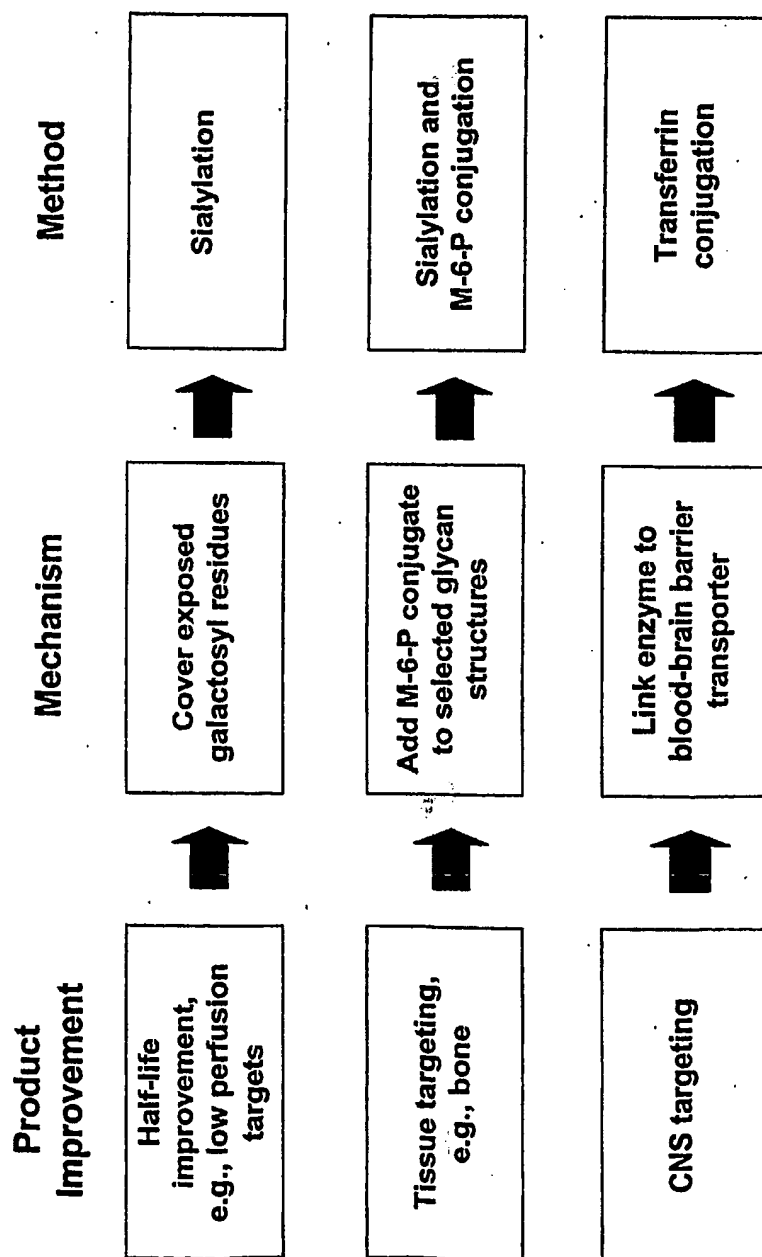 Product
Improvement
Mechanism
Method
Half-life
improvement,
e.g., low perfusion
targets
Cover exposed
galactosyl residues
Sialylation
Tissue targeting,
e.g., bone
Add M-6-P conjugate
to selected glycan
structures
Sialylation and
M-6-P conjugation
CNS targeting
Link enzyme to
blood-brain barrier
transporter
Transferrin
conjugation